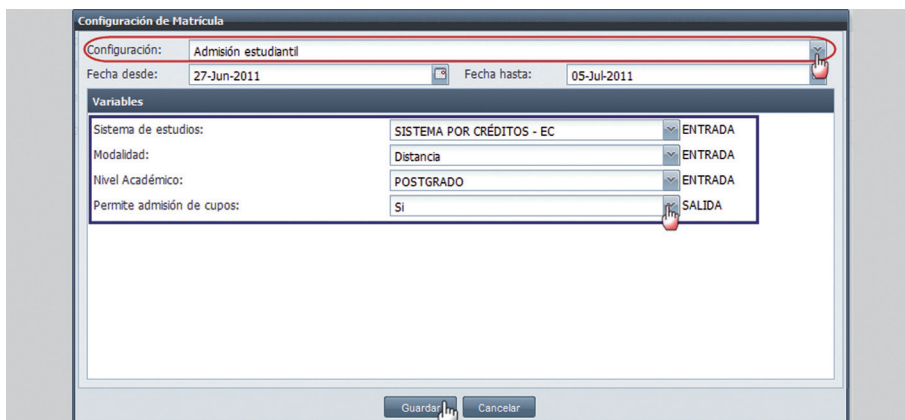 Configuración de Matrícula
Configuración: Admisión estudiantil
Fecha desde: 27-Jun-2011 Fecha hasta: 05-Jul-2011
Variables
Sistema de estudios: SISTEMA POR CRÉDITOS - EC ENTRADA
Modalidad: Distancia ENTRADA
Nivel Académico: POSTGRADO ENTRADA
Permite admisión de cupos: Si SALIDA
Guardar Cancelar